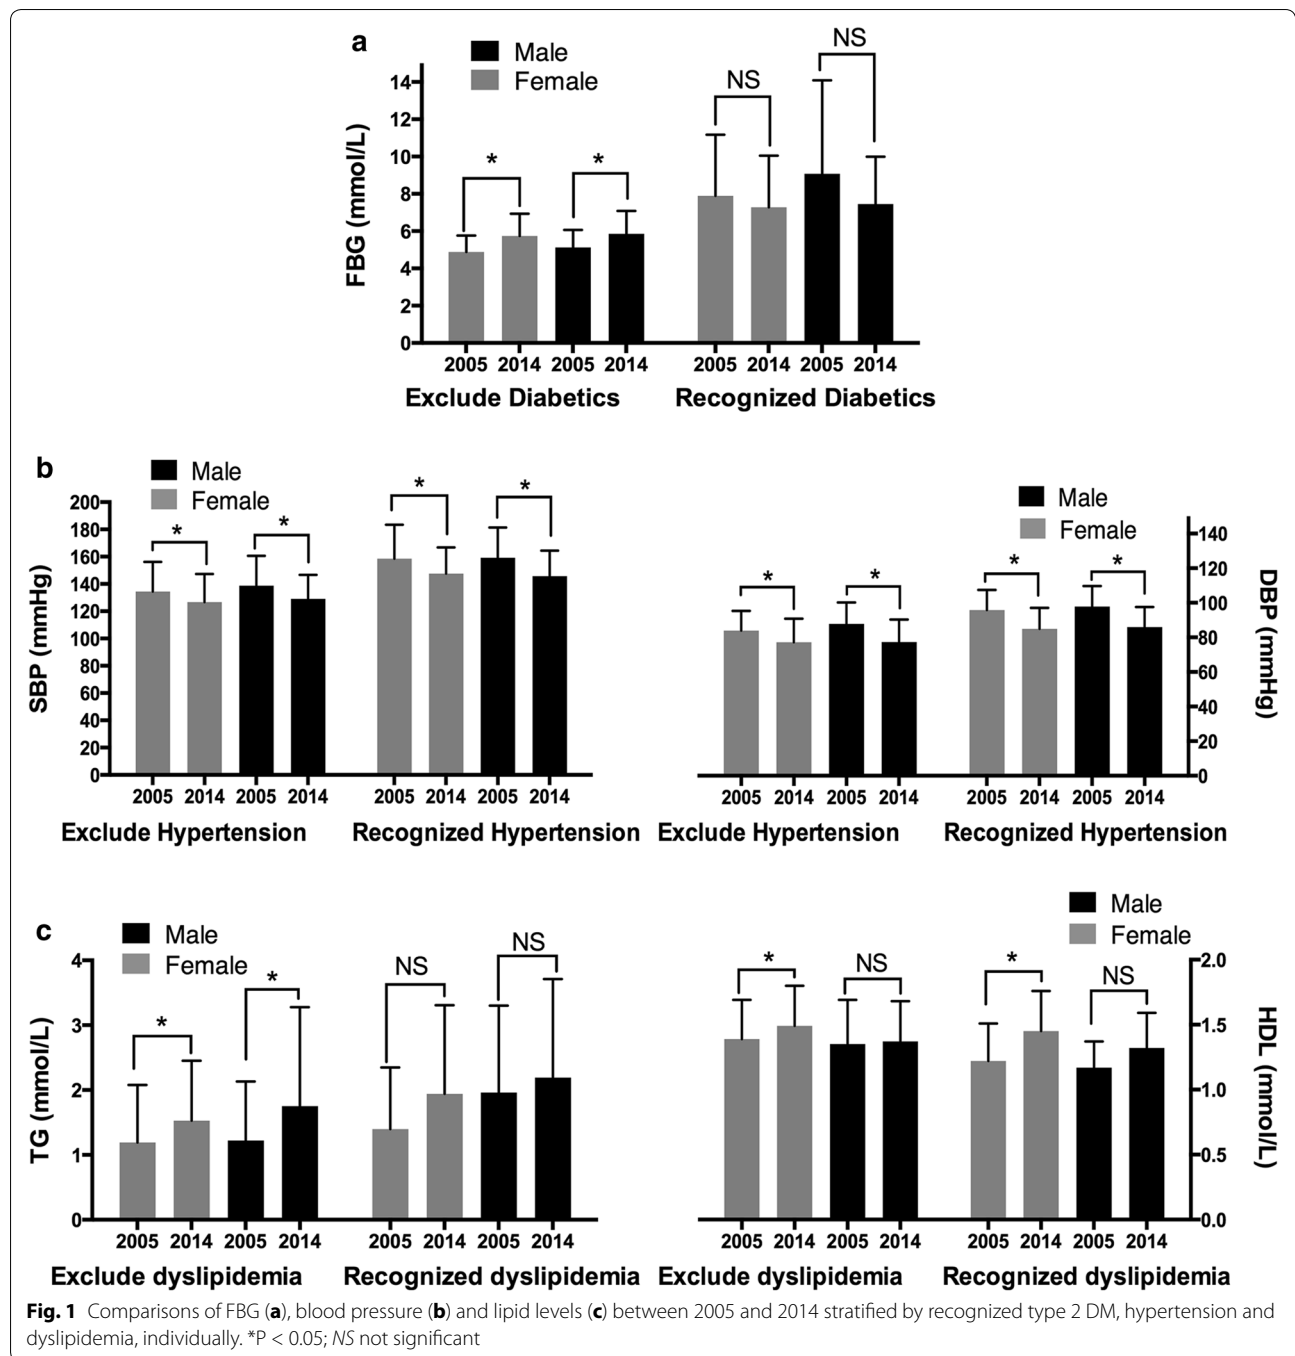 a
Male
Female
NS
NS
*
*
FBG (mmol/L)
14
12
10
8
6
4
2
0
2005 2014 2005 2014 2005 2014 2005 2014
Exclude Diabetics Recognized Diabetics
b
Male
Female
*
*
*
*
SBP (mmHg)
200
180
160
140
120
100
80
60
40
20
0
2005 2014 2005 2014 2005 2014 2005 2014
Exclude Hypertension Recognized Hypertension
Male
Female
*
*
*
*
DBP (mmHg)
140
120
100
80
60
40
20
0
2005 2014 2005 2014 2005 2014 2005 2014
Exclude Hypertension Recognized Hypertension
c
Male
Female
*
*
NS
NS
TG (mmol/L)
4
3
2
1
0
2005 2014 2005 2014 2005 2014 2005 2014
Exclude dyslipidemia Recognized dyslipidemia
Male
Female
*
NS
*
NS
HDL (mmol/L)
2.0
1.5
1.0
0.5
0.0
2005 2014 2005 2014 2005 2014 2005 2014
Exclude dyslipidemia Recognized dyslipidemia
Fig. 1 Comparisons of FBG (a), blood pressure (b) and lipid levels (c) between 2005 and 2014 stratified by recognized type 2 DM, hypertension and
dyslipidemia, individually. *P < 0.05; NS not significant